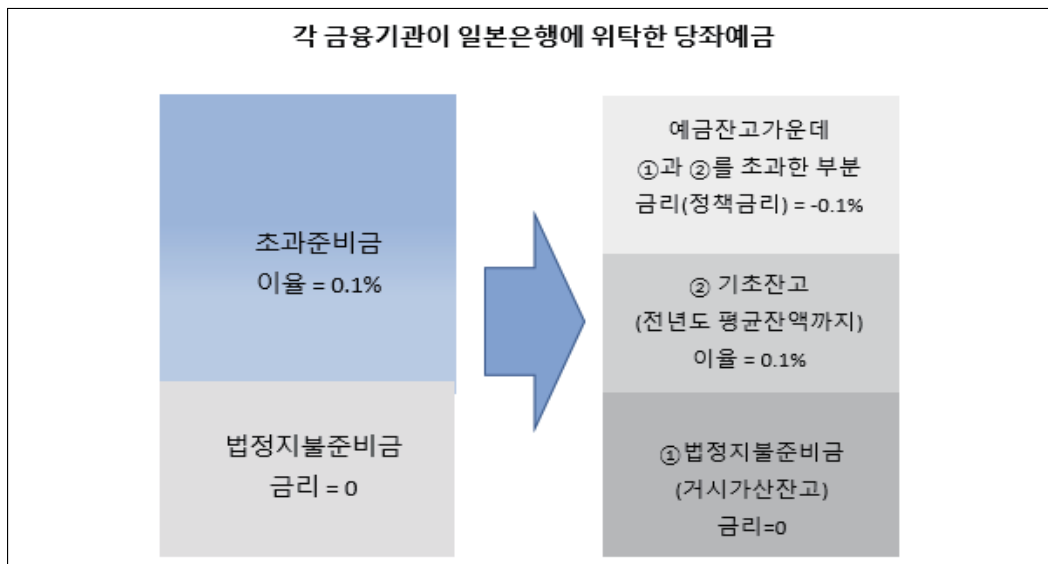 각 금융기관이 일본은행에 위탁한 당좌예금
초과준비금
이율 = 0.1%
법정지불준비금
금리 = 0
예금잔고가운데
①과 ②를 초과한 부분
금리(정책금리) = -0.1%
② 기초잔고
(전년도 평균잔액까지)
이율 = 0.1%
①법정지불준비금
(거시가산잔고)
금리=0